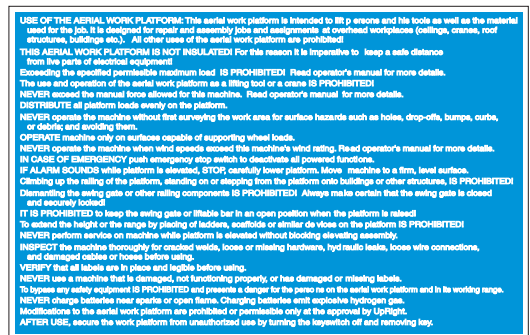 USE OF THE AERIAL WORK PLATFORM: This aerial work platform is intended to lift p ersons and his tools as well as the material
used for the job. It is designed for repair and assembly jobs and assignments at overhead workplaces (ceilings, cranes, roof
structures, buildings etc.). All other uses of the aerial work platform are prohibited!
THIS AERIAL WORK PLATFORM IS NOT INSULATED! For this reason it is imperative to keep a safe distance
from live parts of electrical equipment!
Exceeding the specified permissible maximum load IS PROHIBITED! Read operator's manual for more details.
The use and operation of the aerial work platform as a lifting tool or a crane IS PROHIBITED!
NEVER exceed the manual force allowed for this machine. Read operator's manual for more details.
DISTRIBUTE all platform loads evenly on the platform.
NEVER operate the machine without first surveying the work area for surface hazards such as holes, drop-offs, bumps, curbs,
or debris; and avoiding them.
OPERATE machine only on surfaces capable of supporting wheel loads.
NEVER operate the machine when wind speeds exceed this machine's wind rating. Read operator's manual for more details.
IN CASE OF EMERGENCY push emergency stop switch to deactivate all powered functions.
IF ALARM SOUNDS while platform is elevated, STOP, carefully lower platform. Move machine to a firm, level surface.
Climbing up the railing of the platform, standing on or stepping from the platform onto buildings or other structures, IS PROHIBITED!
Dismantling the swing gate or other railing components IS PROHIBITED! Always make certain that the swing gate is closed
and securely locked!
IT IS PROHIBITED to keep the swing gate or liftable bar in an open position when the platform is raised!
To extend the height or the range by placing of ladders, scaffolds or similar de vices on the platform IS PROHIBITED!
NEVER perform service on machine while platform is elevated without blocking elevating assembly.
INSPECT the machine thoroughly for cracked welds, loose or missing hardware, hyd raulic leaks, loose wire connections,
and damaged cables or hoses before using.
VERIFY that all labels are in place and legible before using.
NEVER use a machine that is damaged, not functioning properly, or has damaged or missing labels.
To bypass any safety equipment IS PROHIBITED and presents a danger for the perso ns on the aerial work platform and in its working range.
NEVER charge batteries near sparks or open flame. Charging batteries emit explosive hydrogen gas.
Modifications to the aerial work platform are prohibited or permissible only at the approval by UpRight.
AFTER USE, secure the work platform from unauthorized use by turning the keyswitch off and removing key.